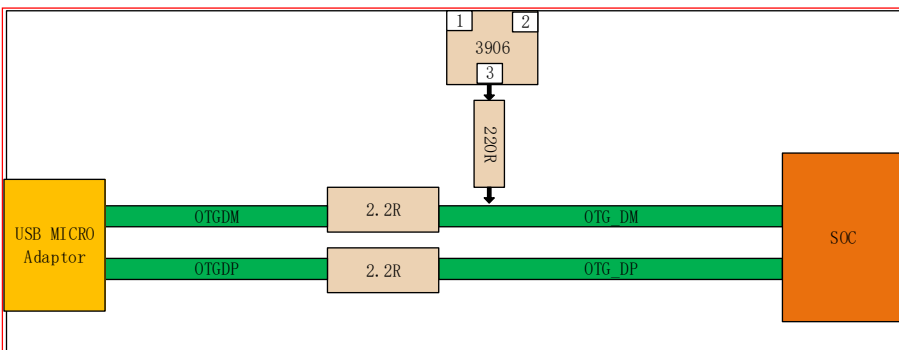 1
2
3906
3
220R
OTGDM
2.2R
OTG_DM
USB MICRO
Adaptor
SOC
OTGDP
2.2R
OTG_DP